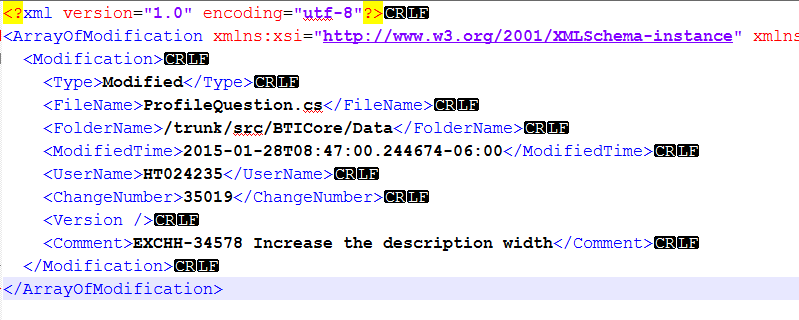 <?xml version="1.0" encoding="utf-8"?>CRLF
<ArrayOfModification xmlns:xsi="http://www.w3.org/2001/XMLSchema-instance" xmlns
<Modification>CRLF
<Type>Modified</Type>CRLF
<FileName>ProfileQuestion.cs</FileName>CRLF
<FolderName>/trunk/src/BTICore/Data</FolderName>CRLF
<ModifiedTime>2015-01-28T08:47:00.244674-06:00</ModifiedTime>CRLF
<UserName>HT024235</UserName>CRLF
<ChangeNumber>35019</ChangeNumber>CRLF
<Version />CRLF
<Comment>EXCHH-34578 Increase the description width</Comment>CRLF
</Modification>CRLF
</ArrayOfModification>